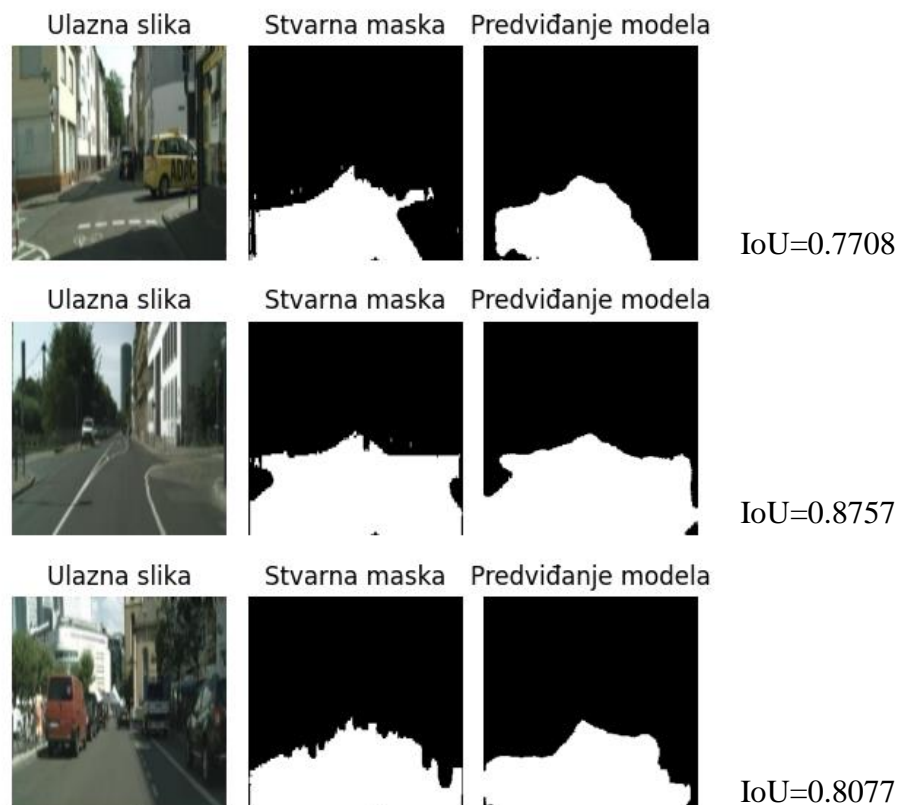 Ulazna slika Stvarna maska Predviđanje modela
ADAC
IoU=0.7708
Ulazna slika Stvarna maska Predviđanje modela
IoU=0.8757
Ulazna slika Stvarna maska Predviđanje modela
IoU=0.8077